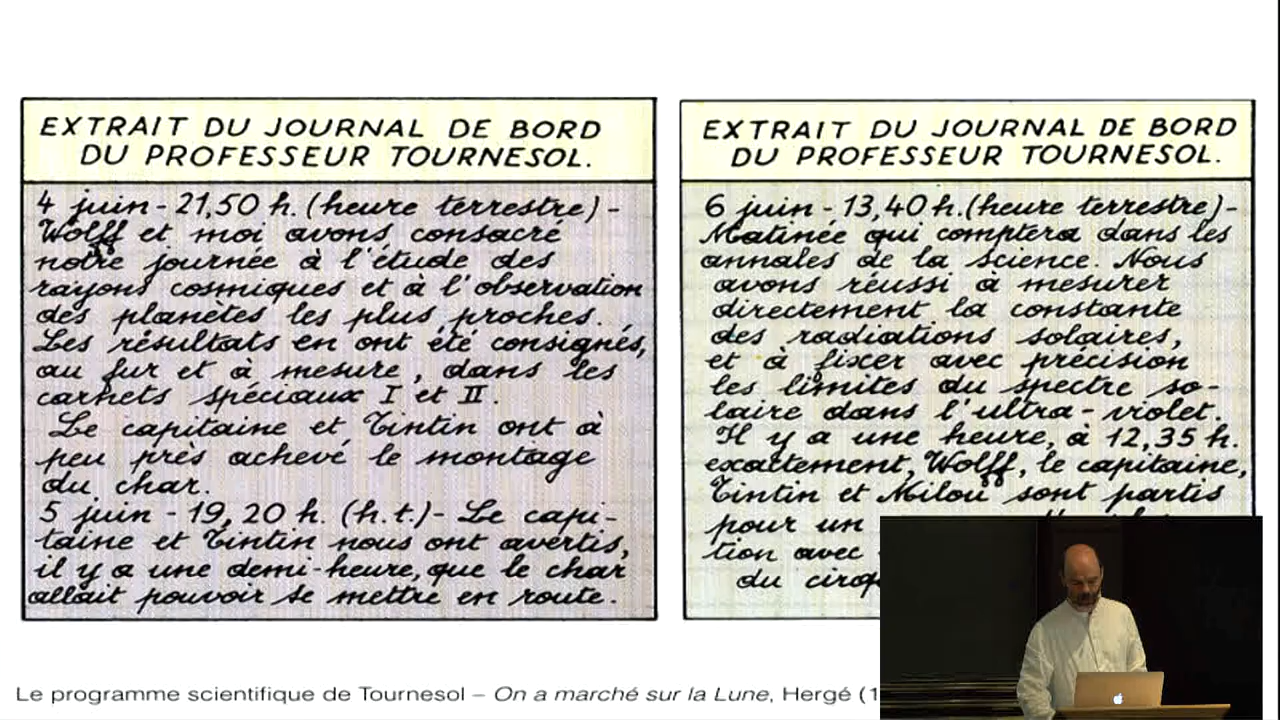 EXTRAIT DU JOURNAL DE BORD
DU PROFESSEUR TOURNESOL.
4 juin - 21,50 h. (heure terrestre) -
Wolff et moi avons consacré
notre journée à l'étude des
rayons cosmiques et à l'observation
des planètes les plus proches.
Les résultats en ont été consignés,
au fur et à mesure, dans les
carnets spéciaux I et II.
Le capitaine et Tintin ont à
peu près achevé le montage
du char.
5 juin - 19,20 h. (h.t.) - Le capi-
taine et Tintin nous ont avertis,
il y a une demi-heure, que le char
allait pouvoir se mettre en route.
EXTRAIT DU JOURNAL DE BORD
DU PROFESSEUR TOURNESOL.
6 juin - 13,40 h. (heure terrestre) -
Matinée qui comptera dans les
annales de la science. Nous
avons réussi à mesurer
directement la constante
des radiations solaires,
et à fixer avec précision
les limites du spectre so-
laire dans l'ultra-violet.
Il y a une heure, à 12,35 h.
exactement, Wolff, le capitaine,
Tintin et Milou sont partis
pour un
tion avec
du
Le programme scientifique de Tournesol – On a marché sur la Lune, Hergé (1